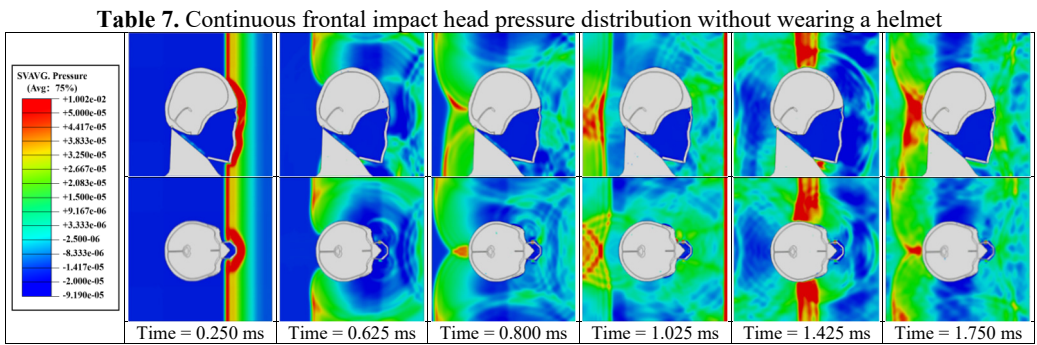 Table 7. Continuous frontal impact head pressure distribution without wearing a helmet
SVAVG. Pressure
(Avg: 75%)
+1.002e-02
+5.000e-05
+4.417e-05
+3.833e-05
+3.250e-05
+2.667e-05
+2.083e-05
+1.500e-05
+9.167e-06
+3.333e-06
-2.500-06
-8.333e-06
-1.417e-05
-2.000e-05
-9.190e-05
Time = 0.250 ms
Time = 0.625 ms
Time = 0.800 ms
Time = 1.025 ms
Time = 1.425 ms
Time = 1.750 ms